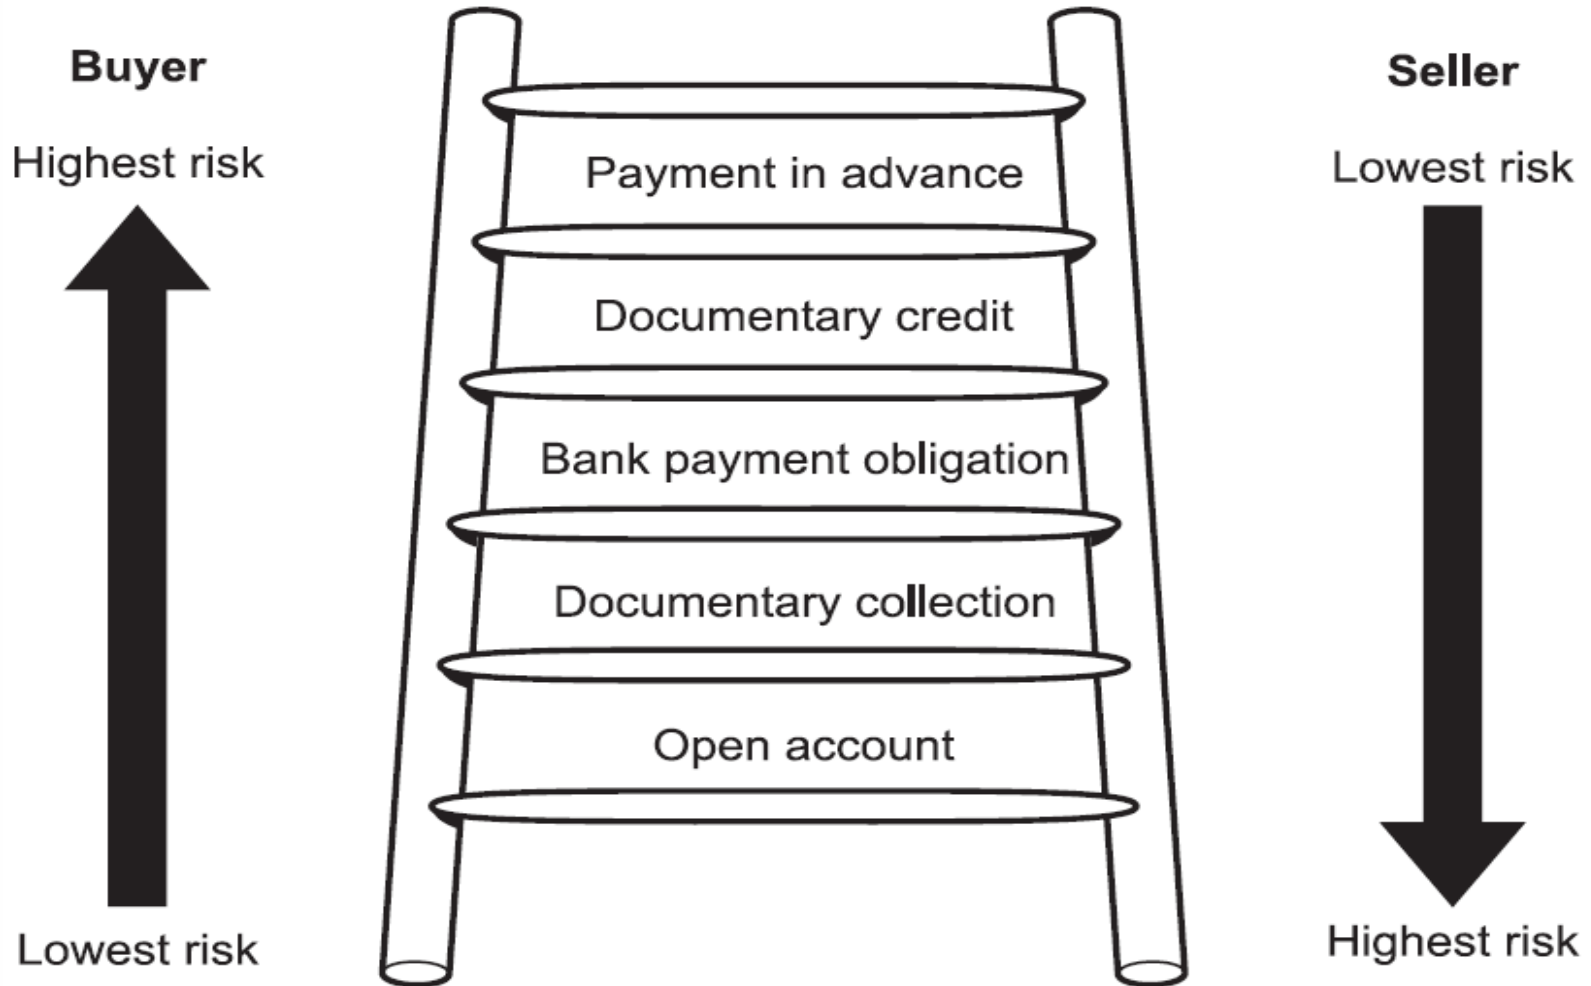 Buyer
Seller
Highest risk
Lowest risk
Payment in advance
Documentary credit
Bank payment obligation
Documentary collection
Open account
Lowest risk
Highest risk